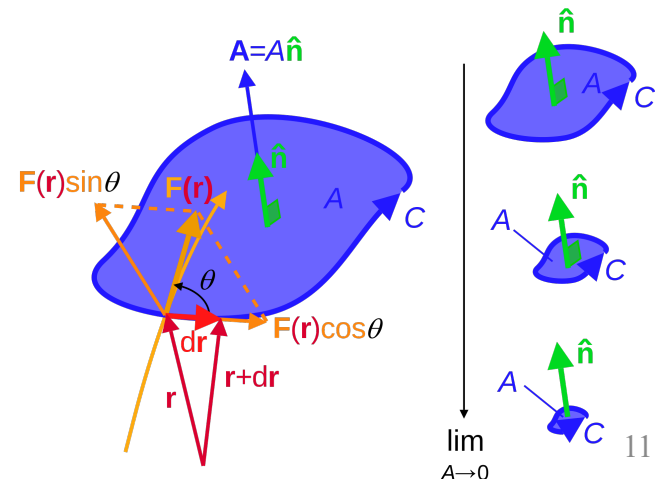 A=An̂
n̂
F(r)sinθ
F(r)
A
C
θ
F(r)cosθ
dr
r
r+dr
n̂
A
C
n̂
A
C
n̂
A
C
lim
A→0
11